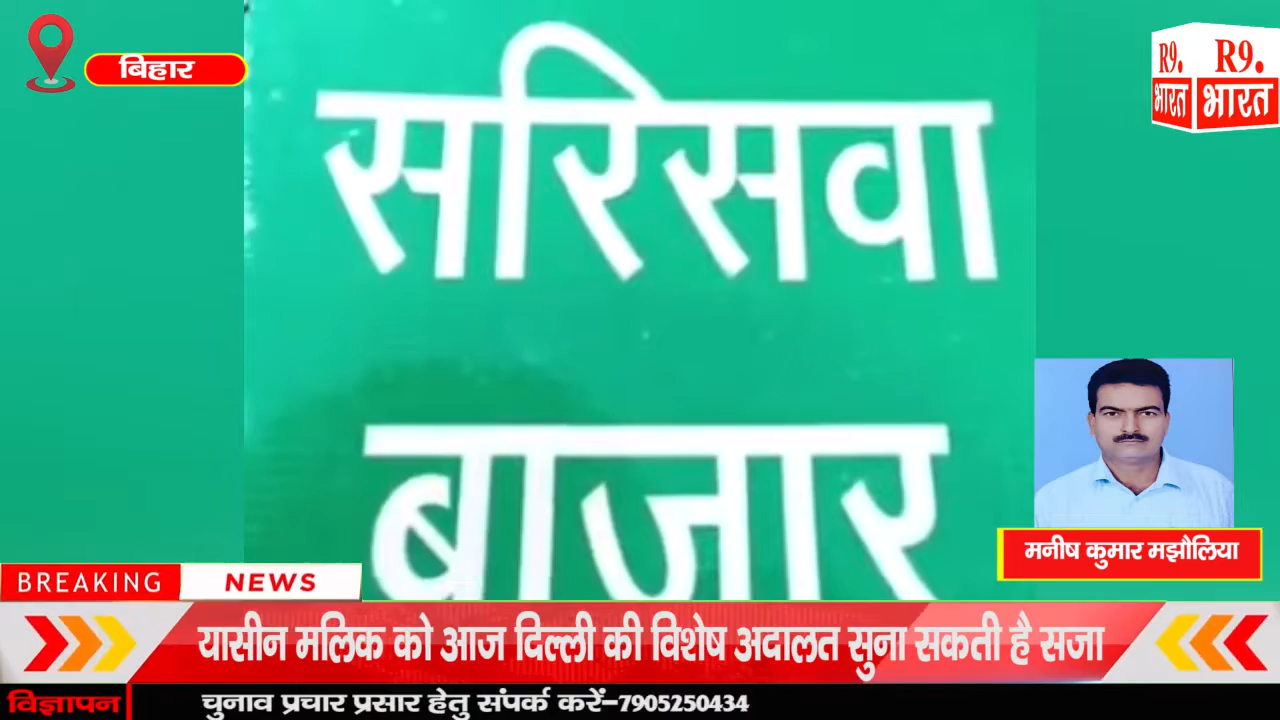 बिहार
R9.
भारत
R9.
भारत
सरिसवा
बाजार
मनीष कुमार मझौलिया
BREAKING NEWS
यासीन मलिक को आज दिल्ली की विशेष अदालत सुना सकती है सजा
विज्ञापन
चुनाव प्रचार प्रसार हेतु संपर्क करें-7905250434